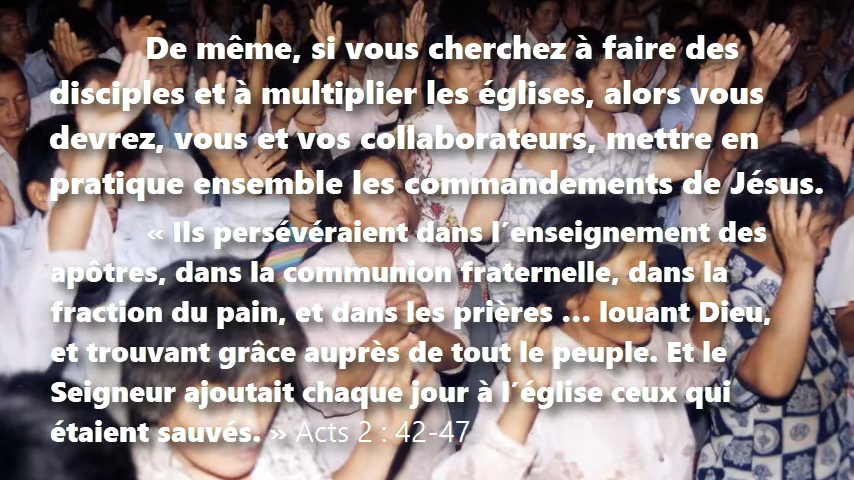 De même, si vous cherchez à faire des
disciples et à multiplier les églises, alors vous
devrez, vous et vos collaborateurs, mettre en
pratique ensemble les commandements de Jésus.
« Ils persévéraient dans l´enseignement des
apôtres, dans la communion fraternelle, dans la
fraction du pain, et dans les prières … louant Dieu,
et trouvant grâce auprès de tout le peuple. Et le
Seigneur ajoutait chaque jour à l´église ceux qui
étaient sauvés. » Acts 2 : 42-47